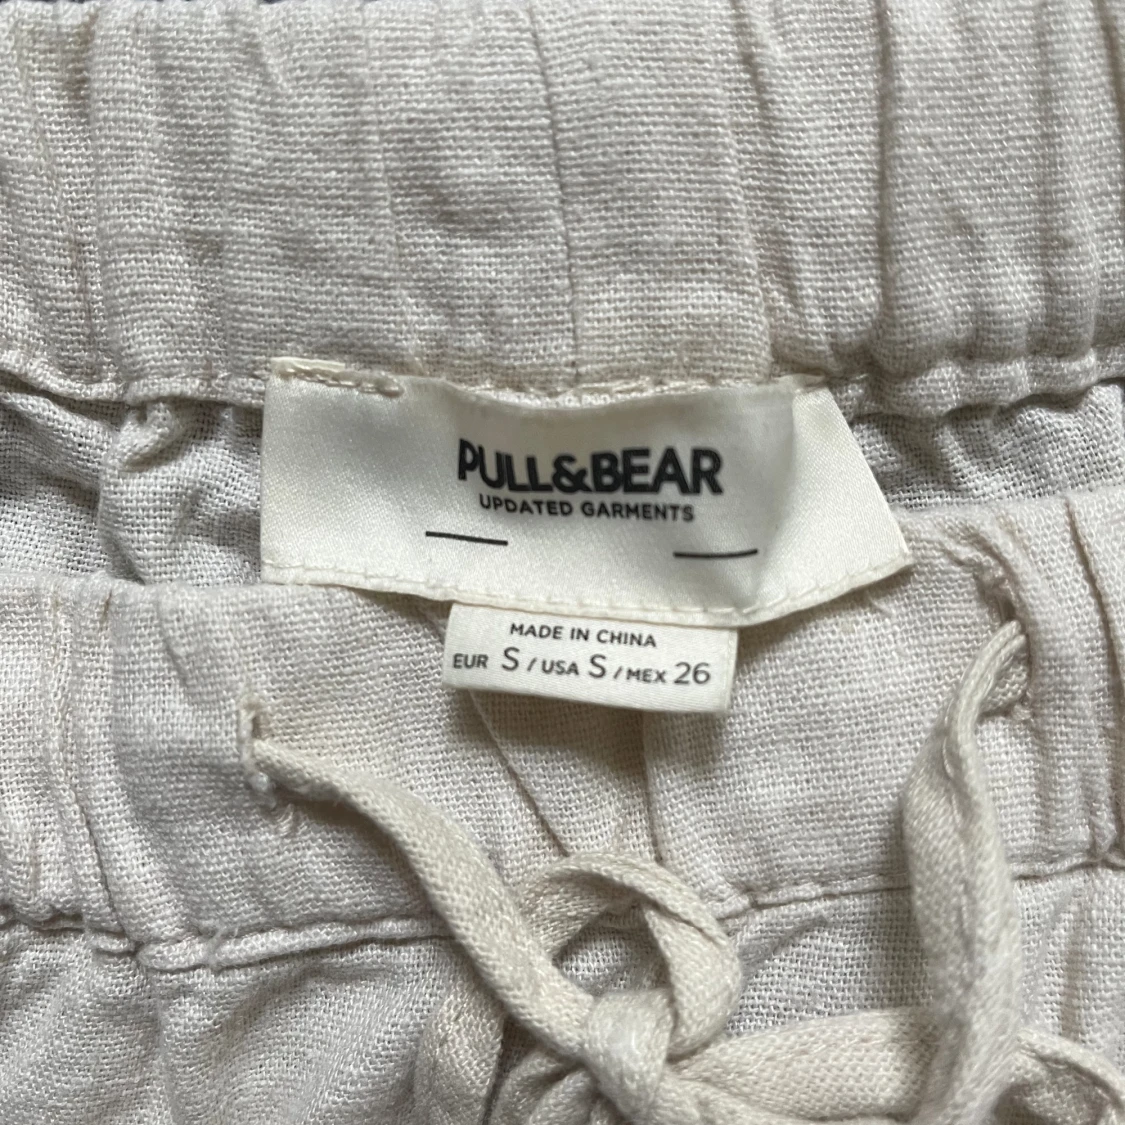 PULL&BEAR
UPDATED GARMENTS
MADE IN CHINA
EUR S / USA S / MEX 26